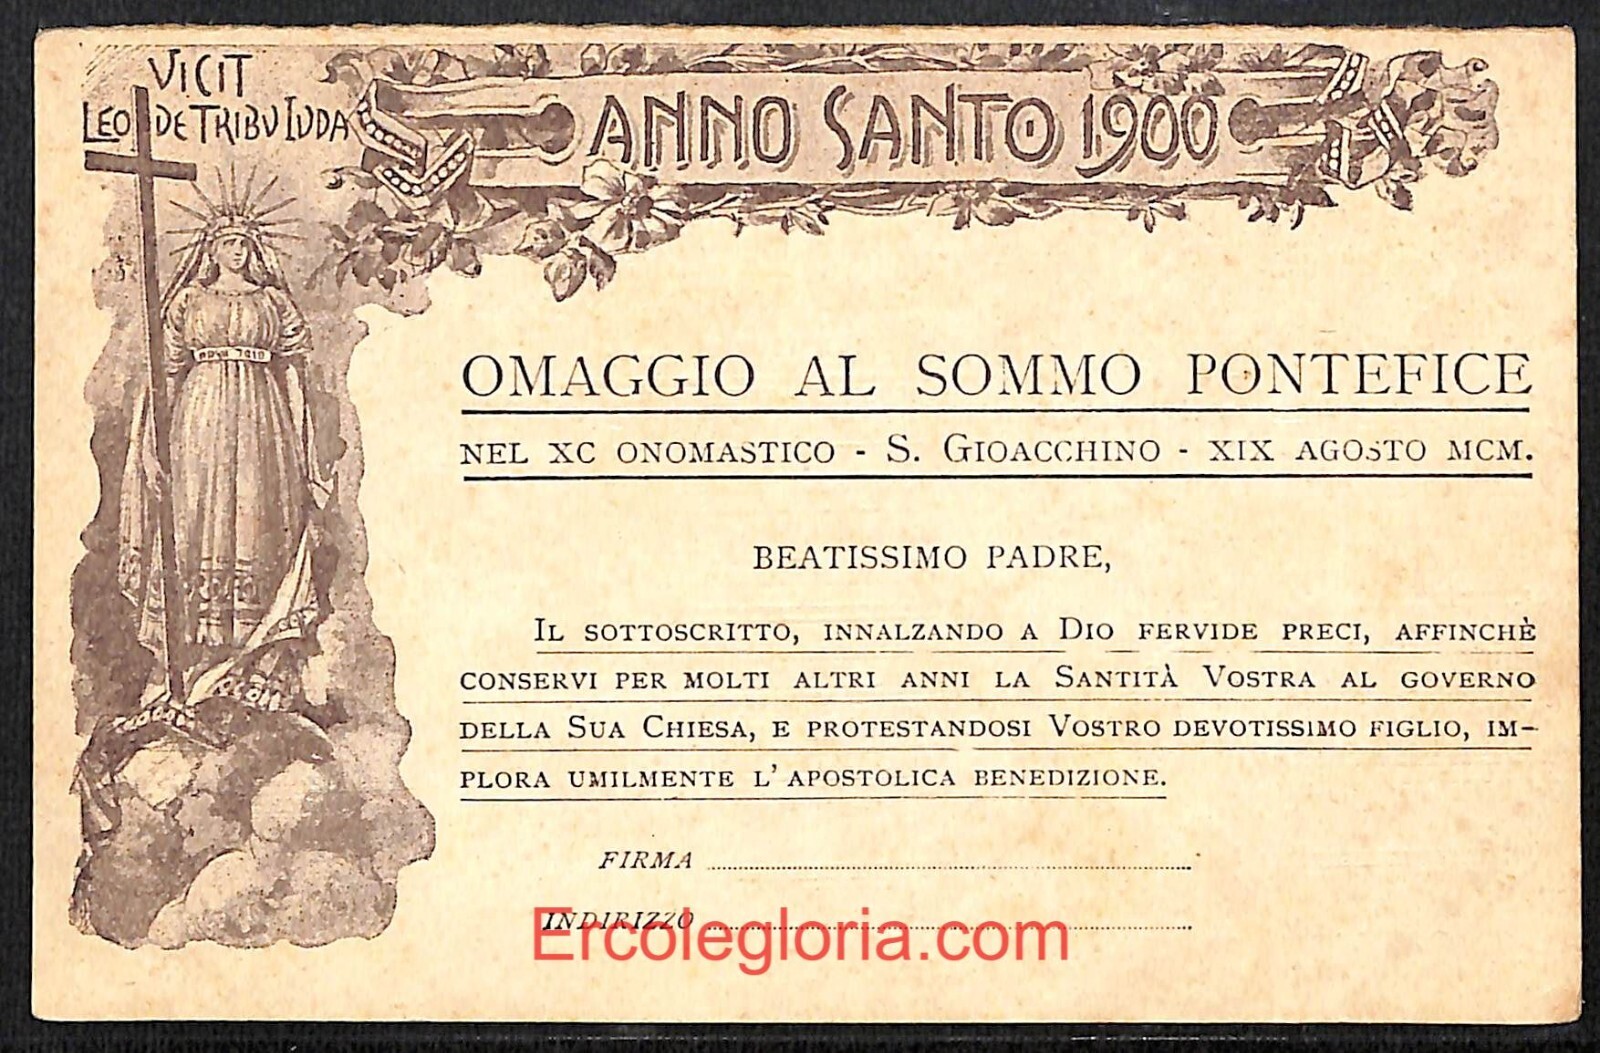 VICIT
LEO DE TRIBU IUDA
ANNO SANTO 1900
OMAGGIO AL SOMMO PONTEFICE
NEL XC ONOMASTICO - S. GIOACCHINO - XIX AGOSTO MCM.
BEATISSIMO PADRE,
IL SOTTOSCRITTO, INNALZANDO A DIO FERVIDE PRECI, AFFINCHÈ
CONSERVI PER MOLTI ALTRI ANNI LA SANTITÀ VOSTRA AL GOVERNO
DELLA SUA CHIESA, E PROTESTANDOSI VOSTRO DEVOTISSIMO FIGLIO, IM-
PLORA UMILMENTE L'APOSTOLICA BENEDIZIONE.
FIRMA
INDIRIZZO
Ercolegloria.com